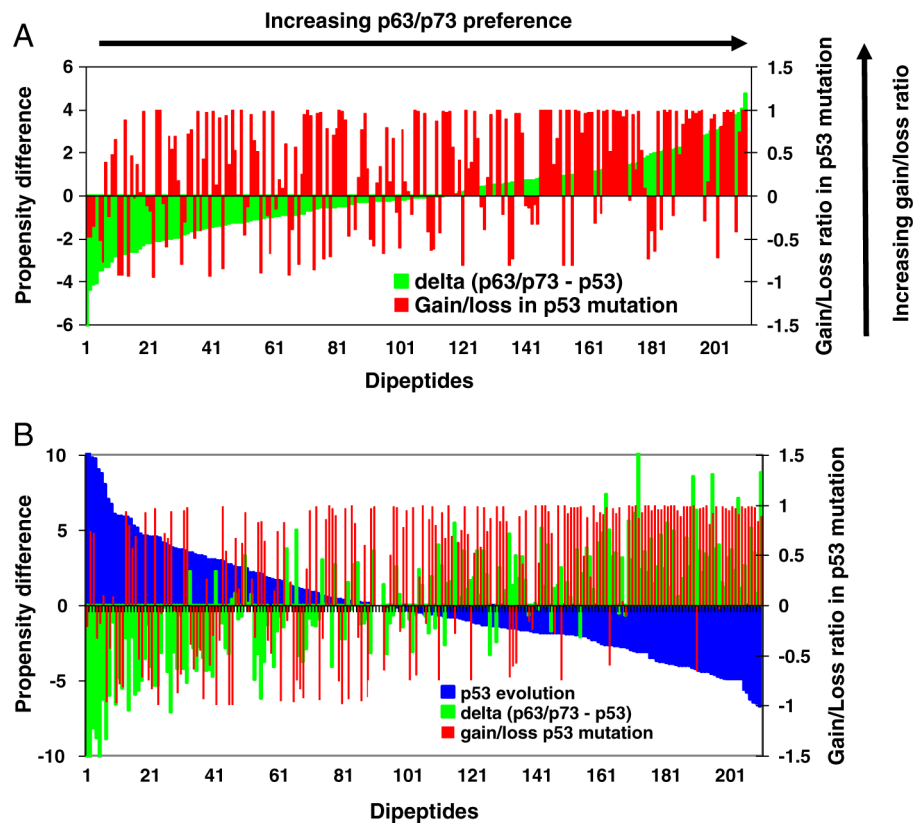 A
Increasing p63/p73 preference
6
4
2
0
-2
-4
-6
1.5
1
0.5
0
-0.5
-1
-1.5
Propensity difference
Gain/Loss ratio in p53 mutation
Increasing gain/loss ratio
delta (p63/p73 - p53)
Gain/loss in p53 mutation
1 21 41 61 81 101 121 141 161 181 201
Dipeptides
B
10
5
0
-5
-10
1.5
1
0.5
0
-0.5
-1
-1.5
Propensity difference
Gain/Loss ratio in p53 mutation
p53 evolution
delta (p63/p73 - p53)
gain/loss p53 mutation
1 21 41 61 81 101 121 141 161 181 201
Dipeptides